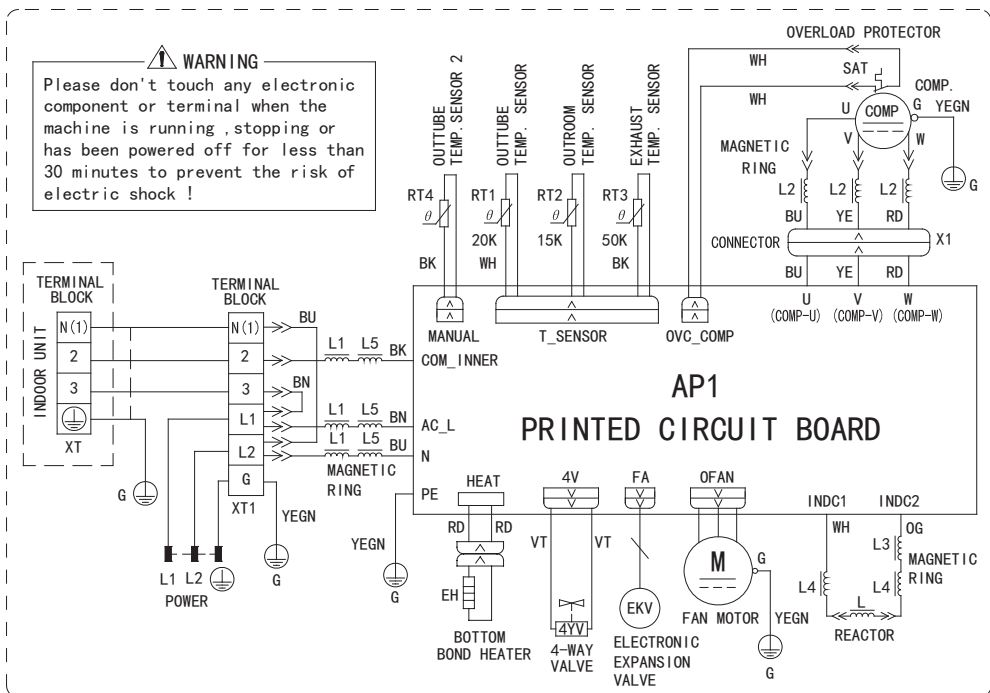 WARNING
Please don't touch any electronic
component or terminal when the
machine is running ,stopping or
has been powered off for less than
30 minutes to prevent the risk of
electric shock !
OUTTUBE
TEMP. SENSOR 2
OUTTUBE
TEMP. SENSOR
OUTROOM
TEMP. SENSOR
EXHAUST
TEMP. SENSOR
RT4
RT1
RT2
RT3
θ
θ
θ
θ
20K
15K
50K
BK
WH
BK
OVERLOAD PROTECTOR
WH
SAT
WH
COMP.
U
COMP
G
YEGN
V
W
G
MAGNETIC
RING
L2
L2
L2
BU
YE
RD
CONNECTOR
X1
BU
YE
RD
U
V
W
(COMP-U)
(COMP-V)
(COMP-W)
MANUAL
T_SENSOR
OVC_COMP
TERMINAL
BLOCK
TERMINAL
BLOCK
INDOOR UNIT
N(1)
2
3
XT
N(1)
2
3
L1
L2
G
XT1
BU
BN
L1
L5
BK
COM_INNER
L1
L5
BN
AC_L
L1
L5
BU
N
MAGNETIC
RING
PE
AP1
PRINTED CIRCUIT BOARD
G
YEGN
G
YEGN
G
L1
L2
POWER
HEAT
RD
RD
EH
BOTTOM
BOND HEATER
4V
VT
VT
4YV
4-WAY
VALVE
FA
EKV
ELECTRONIC
EXPANSION
VALVE
OFAN
M
G
FAN MOTOR
YEGN
G
INDC1
INDC2
WH
OG
L3
MAGNETIC
RING
L4
L4
L
REACTOR